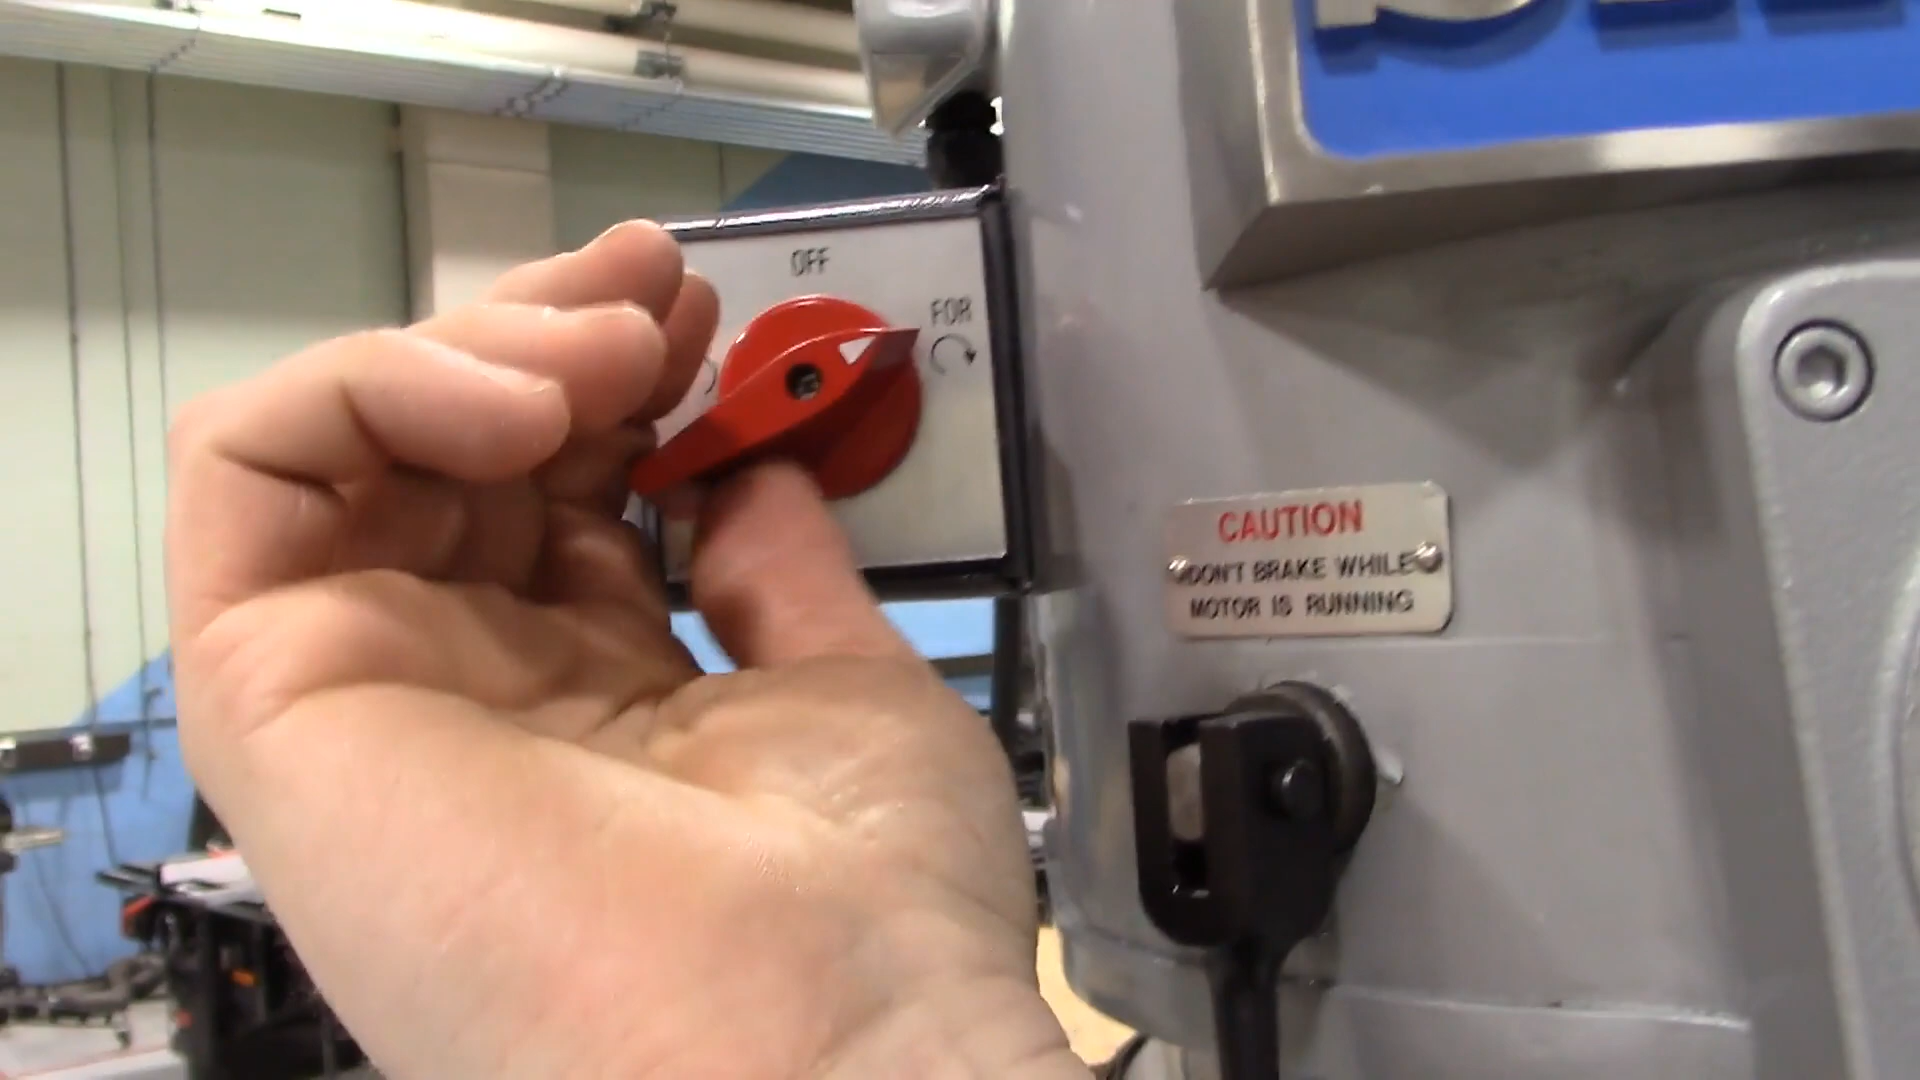 OFF
FOR
CAUTION
DON'T BRAKE WHILE
MOTOR IS RUNNING